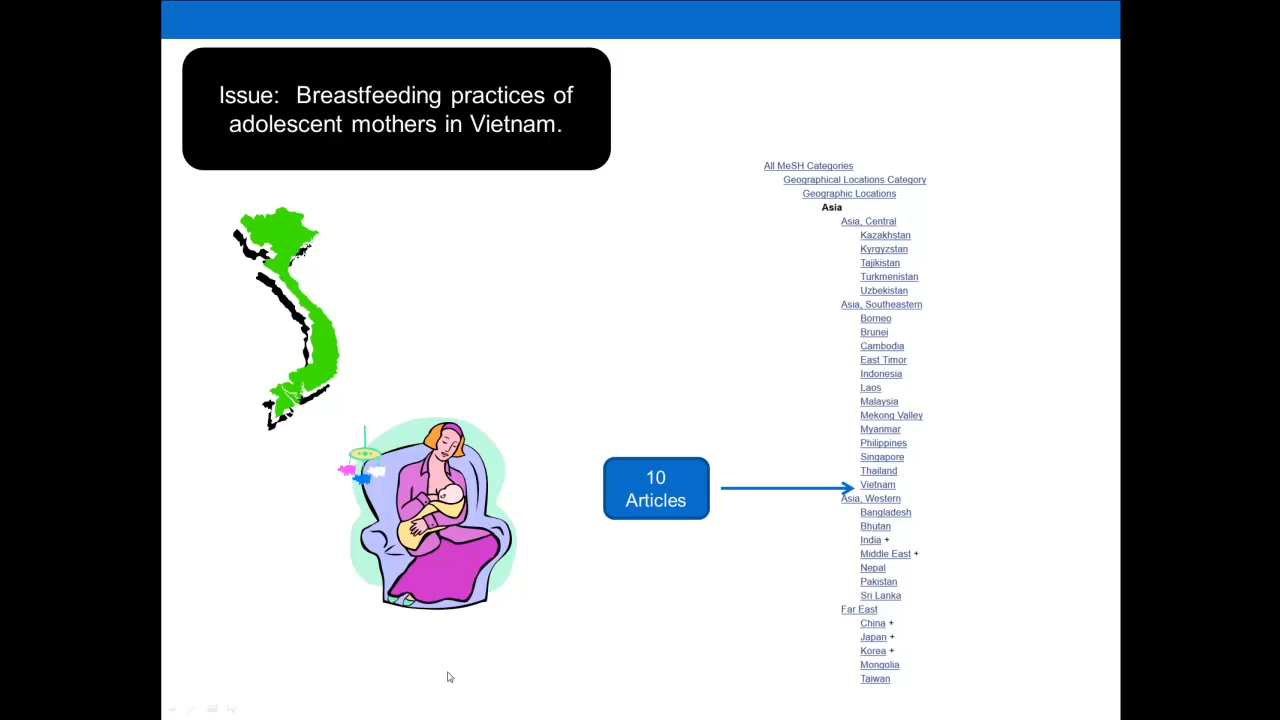 Issue:  Breastfeeding practices of
adolescent mothers in Vietnam.
All MeSH Categories
Geographical Locations Category
Geographic Locations
Asia
Asia, Central
Kazakhstan
Kyrgyzstan
Tajikistan
Turkmenistan
Uzbekistan
Asia, Southeastern
Borneo
Brunei
Cambodia
East Timor
Indonesia
Laos
Malaysia
Mekong Valley
Myanmar
Philippines
Singapore
Thailand
Vietnam
Asia, Western
Bangladesh
Bhutan
India +
Middle East +
Nepal
Pakistan
Sri Lanka
Far East
China +
Japan +
Korea +
Mongolia
Taiwan
10
Articles